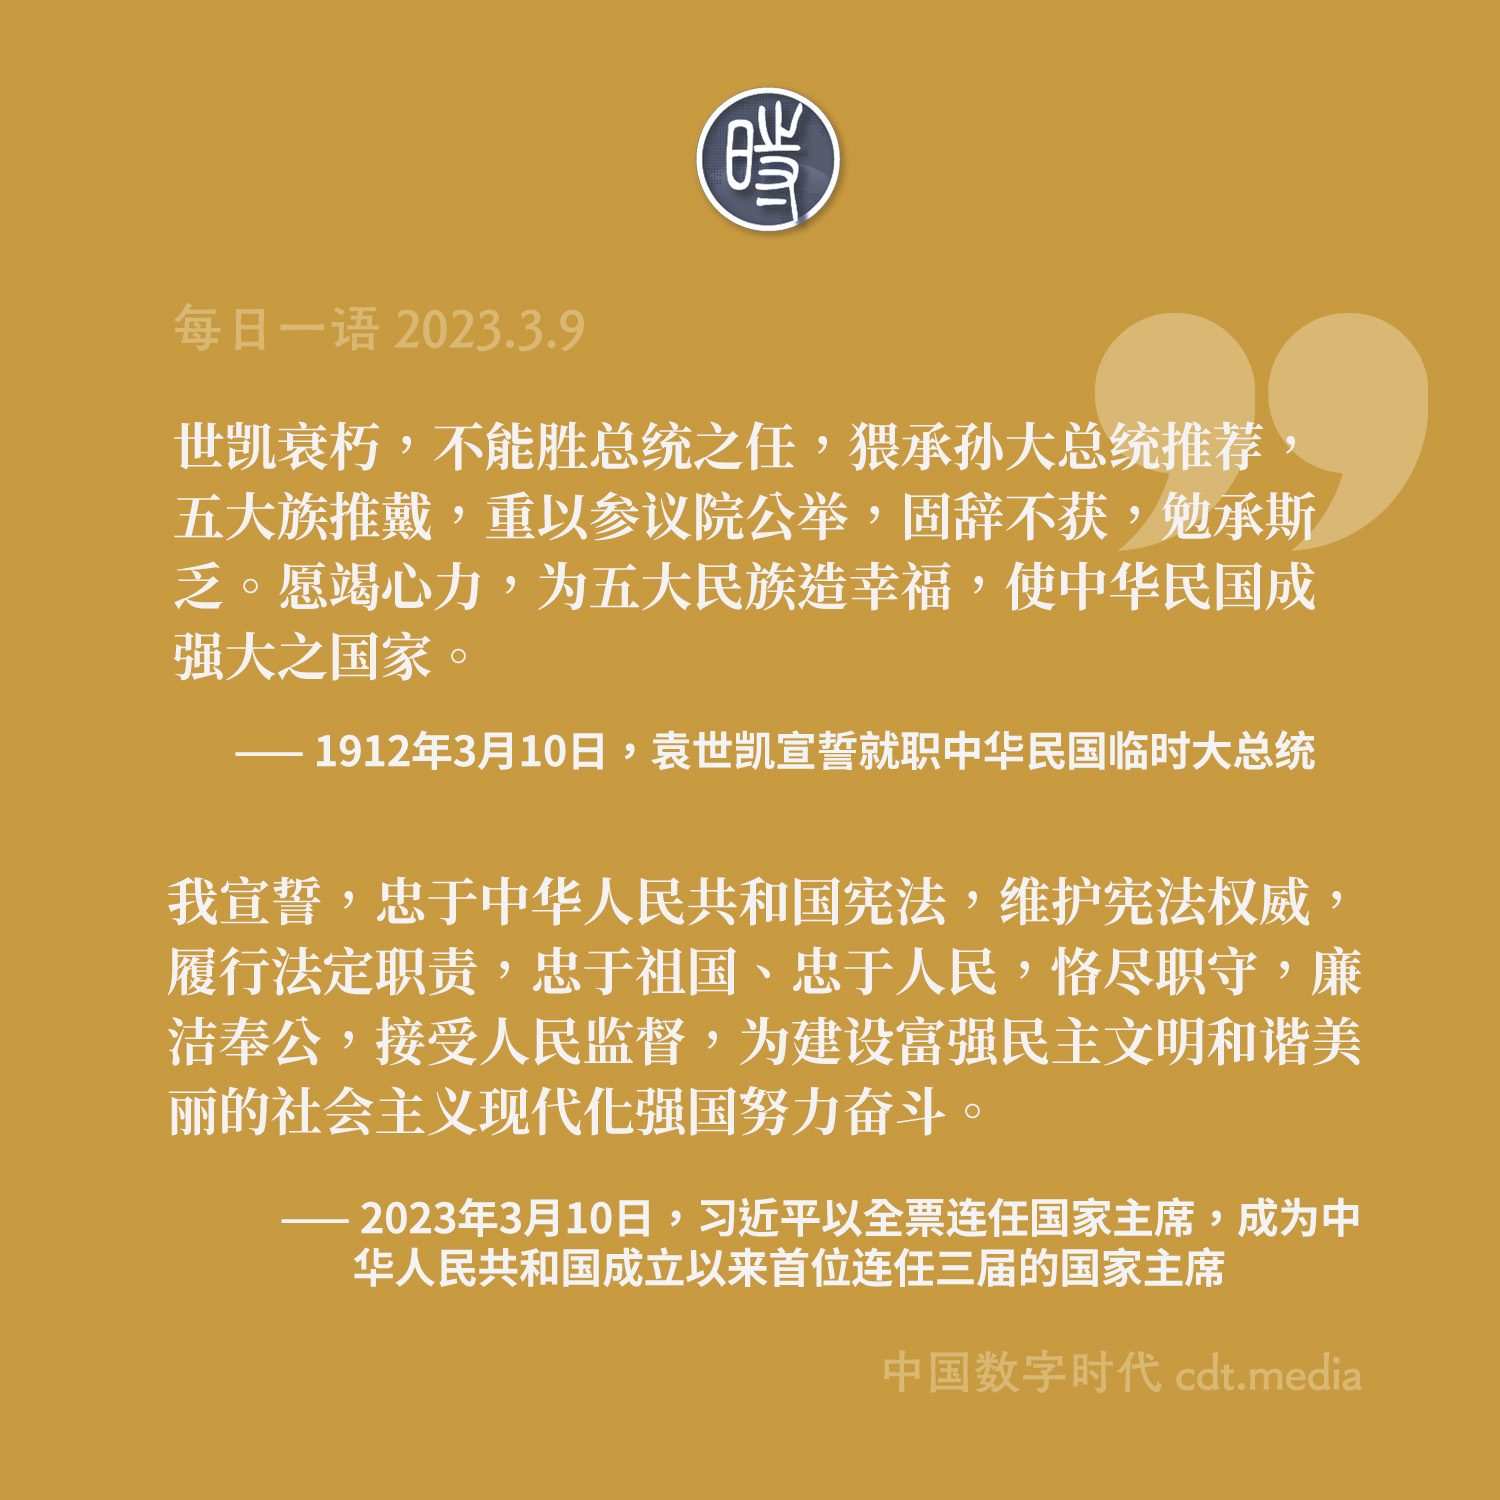 時
每日一语 2023.3.9
世凯衰朽，不能胜总统之任，猥承孙大总统推荐，
五大族推戴，重以参议院公举，固辞不获，勉承斯
乏。愿竭心力，为五大民族造幸福，使中华民国成
强大之国家。
—— 1912年3月10日，袁世凯宣誓就职中华民国临时大总统
我宣誓，忠于中华人民共和国宪法，维护宪法权威，
履行法定职责，忠于祖国、忠于人民，恪尽职守，廉
洁奉公，接受人民监督，为建设富强民主文明和谐美
丽的社会主义现代化强国努力奋斗。
—— 2023年3月10日，习近平以全票连任国家主席，成为中
华人民共和国成立以来首位连任三届的国家主席
中国数字时代 cdt.media